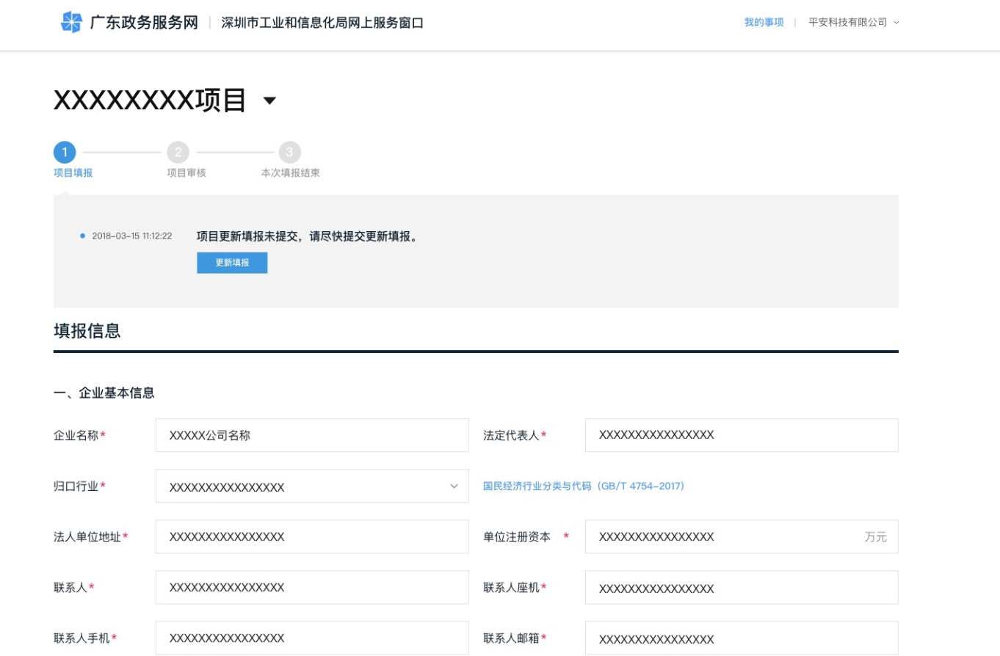 广东政务服务网 | 深圳市工业和信息化局网上服务窗口 我的事项 | 平安科技有限公司
XXXXXXXX项目
1 2 3
项目填报 项目审核 本次填报结束
2018-03-15 11:12:22 项目更新填报未提交，请尽快提交更新填报。
更新填报
填报信息
一、企业基本信息
企业名称* XXXXX公司名称 法定代表人* XXXXXXXXXXXXXXXX
归口行业* XXXXXXXXXXXXXXXX 国民经济行业分类与代码（GB/T 4754-2017）
法人单位地址* XXXXXXXXXXXXXXXX 单位注册资本 * XXXXXXXXXXXXXXXX 万元
联系人* XXXXXXXXXXXXXXXX 联系人座机* XXXXXXXXXXXXXXXX
联系人手机* XXXXXXXXXXXXXXXX 联系人邮箱* XXXXXXXXXXXXXXXX